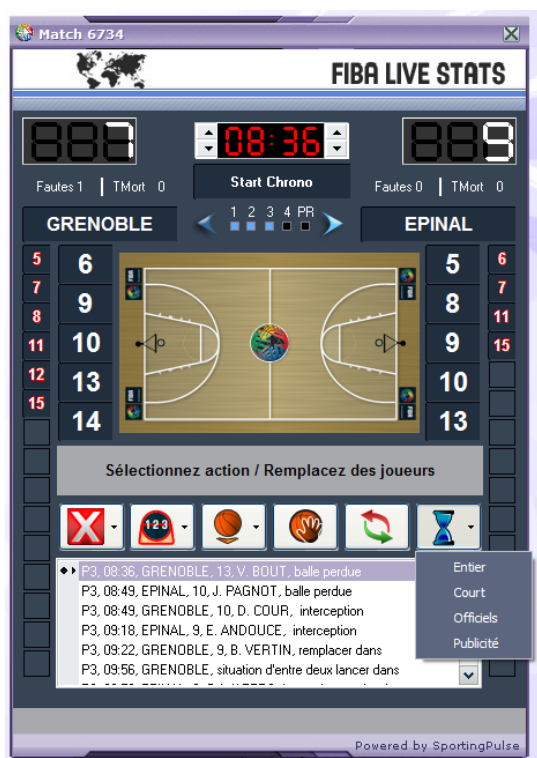 Match 6734
FIBA LIVE STATS
7
08:36
9
Fautes 1 TMort 0
Start Chrono
Fautes 0 TMort 0
GRENOBLE
1 2 3 4 PR
EPINAL
5
7
8
11
12
15
6
9
10
13
14
5
8
9
10
13
6
7
11
15
Sélectionnez action / Remplacez des joueurs
X
123
P3, 08:36, GRENOBLE, 13, V. BOUT, balle perdue
P3, 08:49, EPINAL, 10, J. PAGNOT, balle perdue
P3, 08:49, GRENOBLE, 10, D. COUR, interception
P3, 09:18, EPINAL, 9, E. ANDOUCE, interception
P3, 09:22, GRENOBLE, 9, B. VERTIN, remplacer dans
P3, 09:56, GRENOBLE, situation d'entre deux lancer dans
Entier
Court
Officiels
Publicité
Powered by SportingPulse